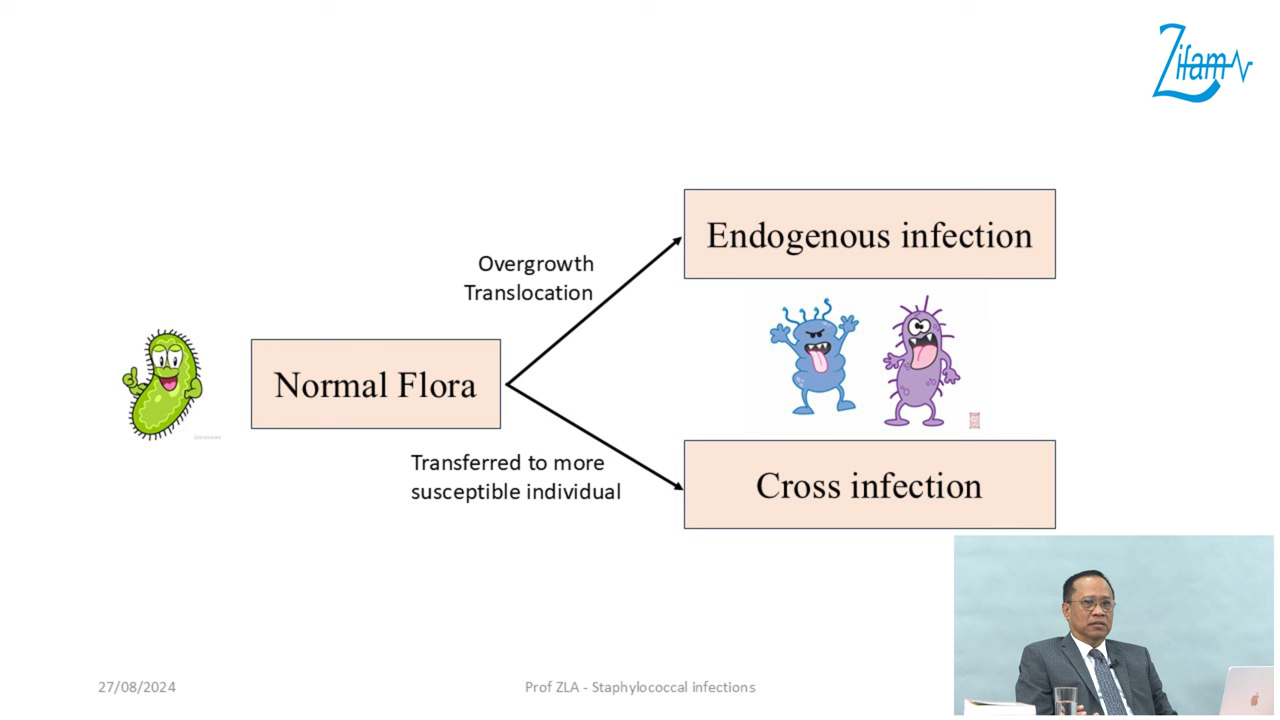 Zifam
Endogenous infection
Overgrowth
Translocation
Normal Flora
Transferred to more
susceptible individual
Cross infection
27/08/2024
Prof ZLA - Staphylococcal infections